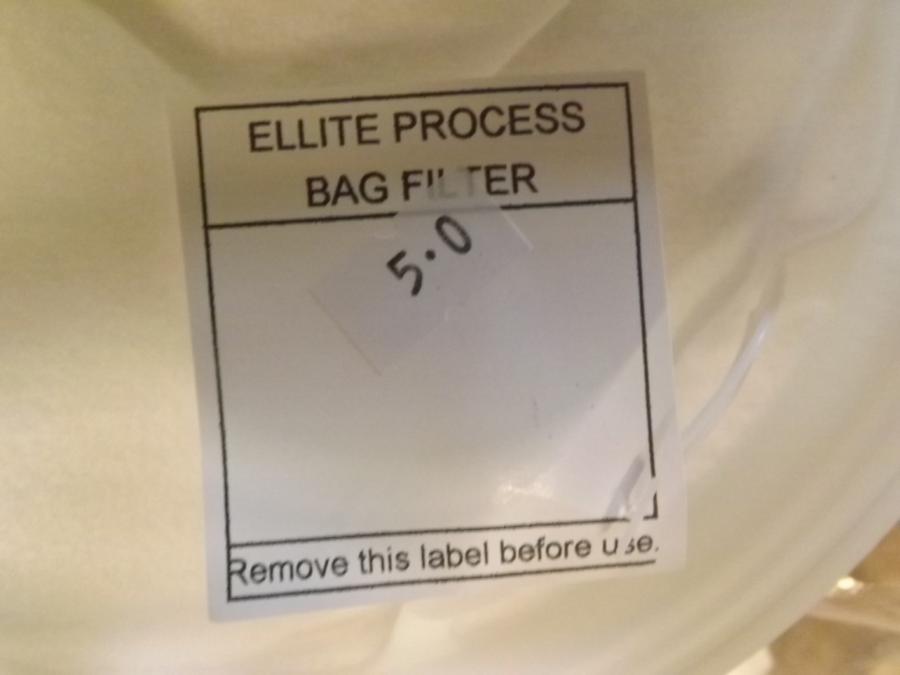 ELLITE PROCESS
BAG FILTER
5.0
Remove this label before use.